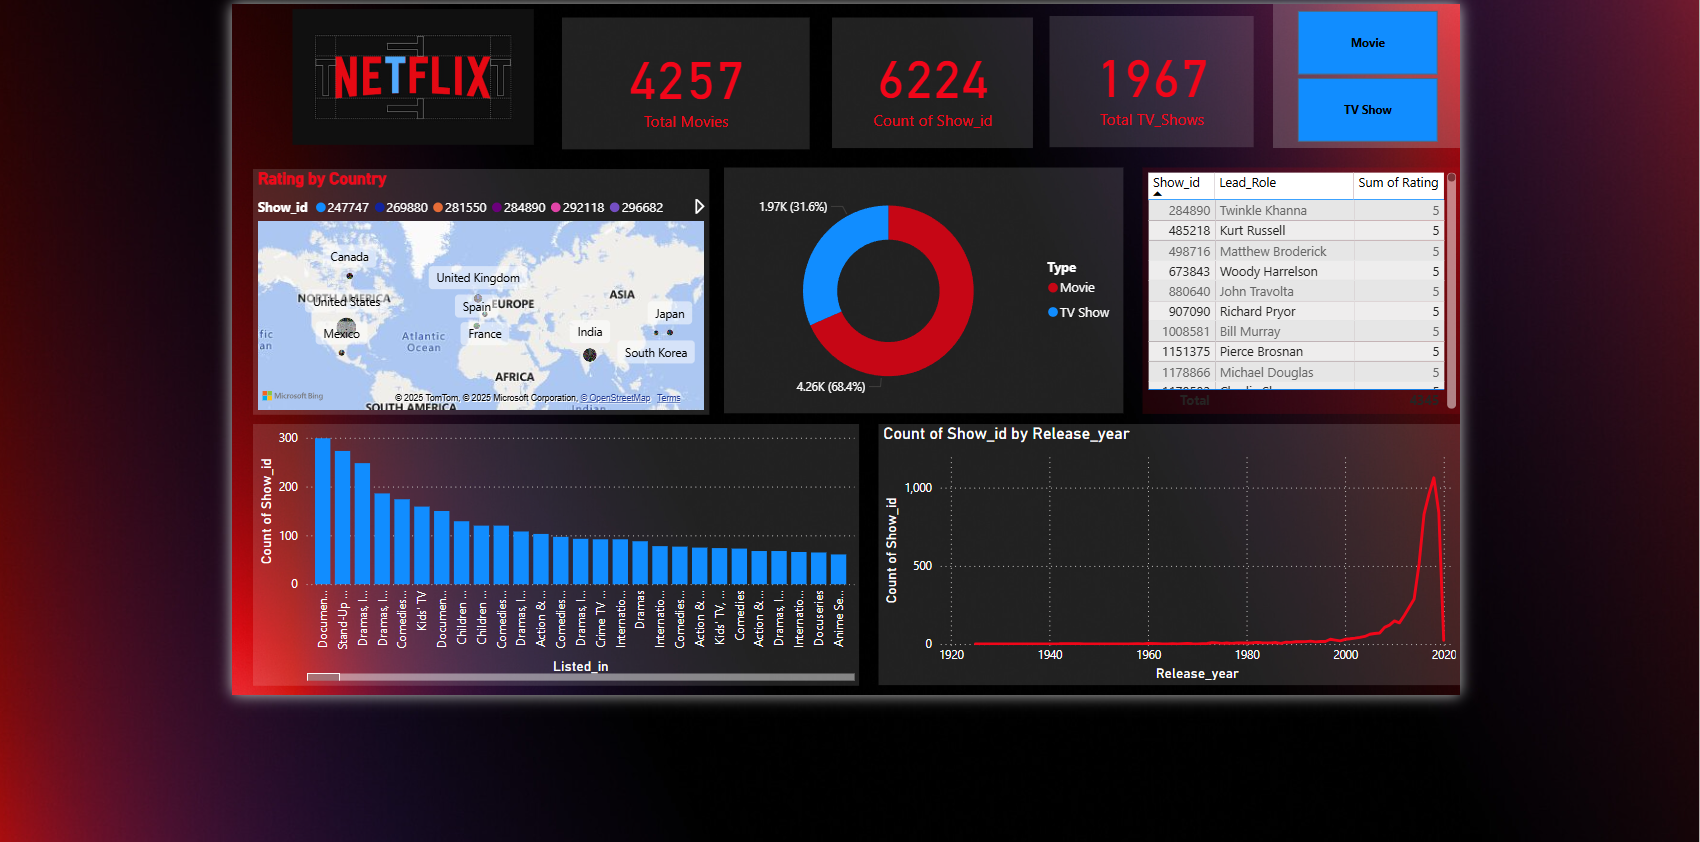 NETFLIX
4257
Total Movies
6224
Count of Show_id
1967
Total TV_Shows
Movie
TV Show
Rating by Country
Show_id 247747 269880 281550 284890 292118 296682
Canada
NORTH AMERICA
United States
Mexico
United Kingdom
Spain
EUROPE
France
ASIA
Japan
India
South Korea
Atlantic
Ocean
AFRICA
SOUTH AMERICA
Indian
Microsoft Bing
© 2025 TomTom, © 2025 Microsoft Corporation, © OpenStreetMap Terms
1.97K (31.6%)
4.26K (68.4%)
Type
Movie
TV Show
Show_id Lead_Role Sum of Rating
284890 Twinkle Khanna 5
485218 Kurt Russell 5
498716 Matthew Broderick 5
673843 Woody Harrelson 5
880640 John Travolta 5
907090 Richard Pryor 5
1008581 Bill Murray 5
1151375 Pierce Brosnan 5
1178866 Michael Douglas 5
Total
Count of Show_id
300
200
100
0
Documen...
Stand-Up ...
Dramas, I...
Dramas, I...
Comedies...
Kids' TV
Documen...
Children ...
Children ...
Comedies...
Dramas, I...
Action &...
Comedies...
Dramas, I...
Crime TV ...
Internatio...
Dramas
Internatio...
Comedies...
Action &...
Kids' TV, ...
Comedies
Action &...
Dramas, I...
Internatio...
Docuseries
Anime Se...
Listed_in
Count of Show_id by Release_year
Count of Show_id
1,000
500
0
1920 1940 1960 1980 2000 2020
Release_year